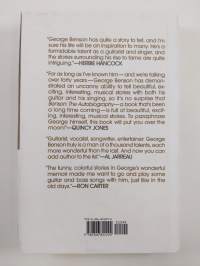 "George Benson has quite a story to tell, and I'm
sure his life will be an inspiration to many. He's a
formidable talent as a guitarist and singer, and
the stories surrounding his rise to fame are quite
intriguing."—HERBIE HANCOCK
"For as long as I've known him—and we're talking
over forty years—George Benson has demon-
strated an uncanny ability to tell beautiful, ex-
citing, interesting, musical stories with both his
guitar and his singing, so it's no surprise that
Benson: The Autobiography—a book that's been
a long time coming—is full of beautiful, excit-
ing, interesting, musical stories. To paraphrase
George himself, this book will put you over the
moon!"—QUINCY JONES
"Guitarist, vocalist, songwriter, entertainer. George
Benson truly is a man of a thousand talents, each
more wonderful than the last. And now you can
add author to the list."—AL JARREAU
"The funny, colorful stories in George's wonderful
memoir made me want to go and play some
guitar and bass songs with him, just like in the
old days."—RON CARTER